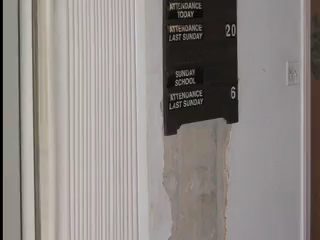 ATTENDANCE
TODAY
ATTENDANCE
LAST SUNDAY 20
SUNDAY
SCHOOL
ATTENDANCE
LAST SUNDAY 6